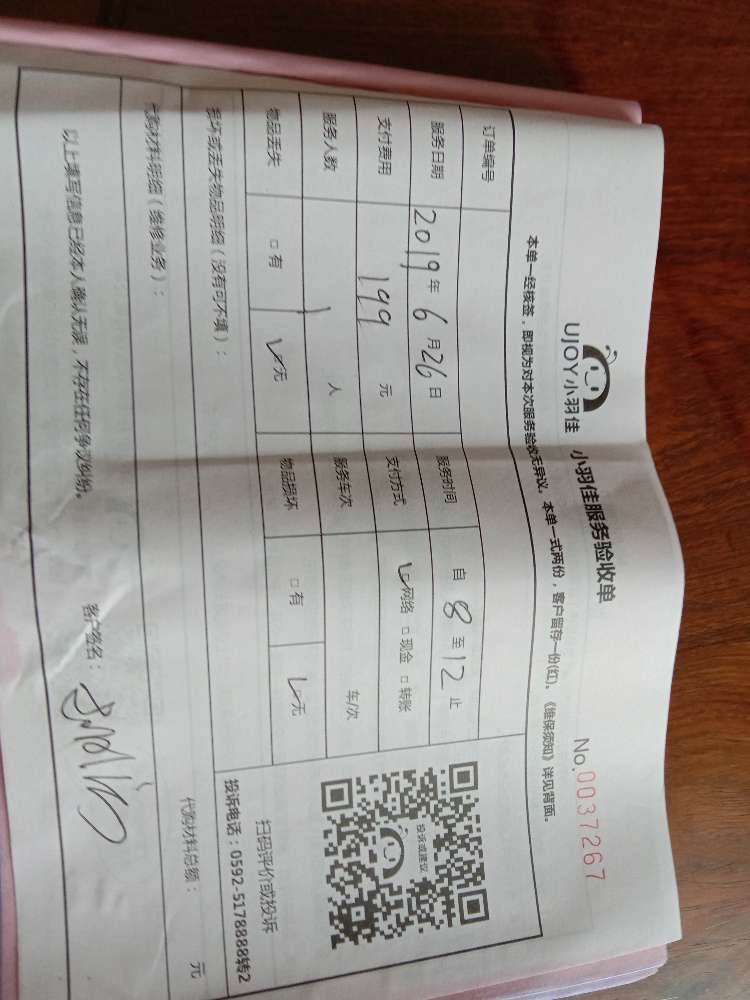 UJOY小羽佳 小羽佳服务验收单 No.0037267
本单一经核签，即视为对本次服务验收无异议。本单一式两份，客户留存一份(红)。《维保须知》详见背面。
订单编号
服务日期 2019年6月26日 服务时间 自8至12止
支付费用 199元 支付方式 ☑网络 □现金 □转账
服务人数 1人 服务车次 车/次
物品丢失 □有 ☑无 物品损坏 □有 ☑无
投诉或建议
扫码评价或投诉
投诉电话：0592-5178888转2
损坏或丢失物品明细（没有可不填）：
代购材料明细（维修业务）： 代购材料总额： 元
以上填写信息已经本人确认无误，不存在任何争议纠纷。
客户签名：